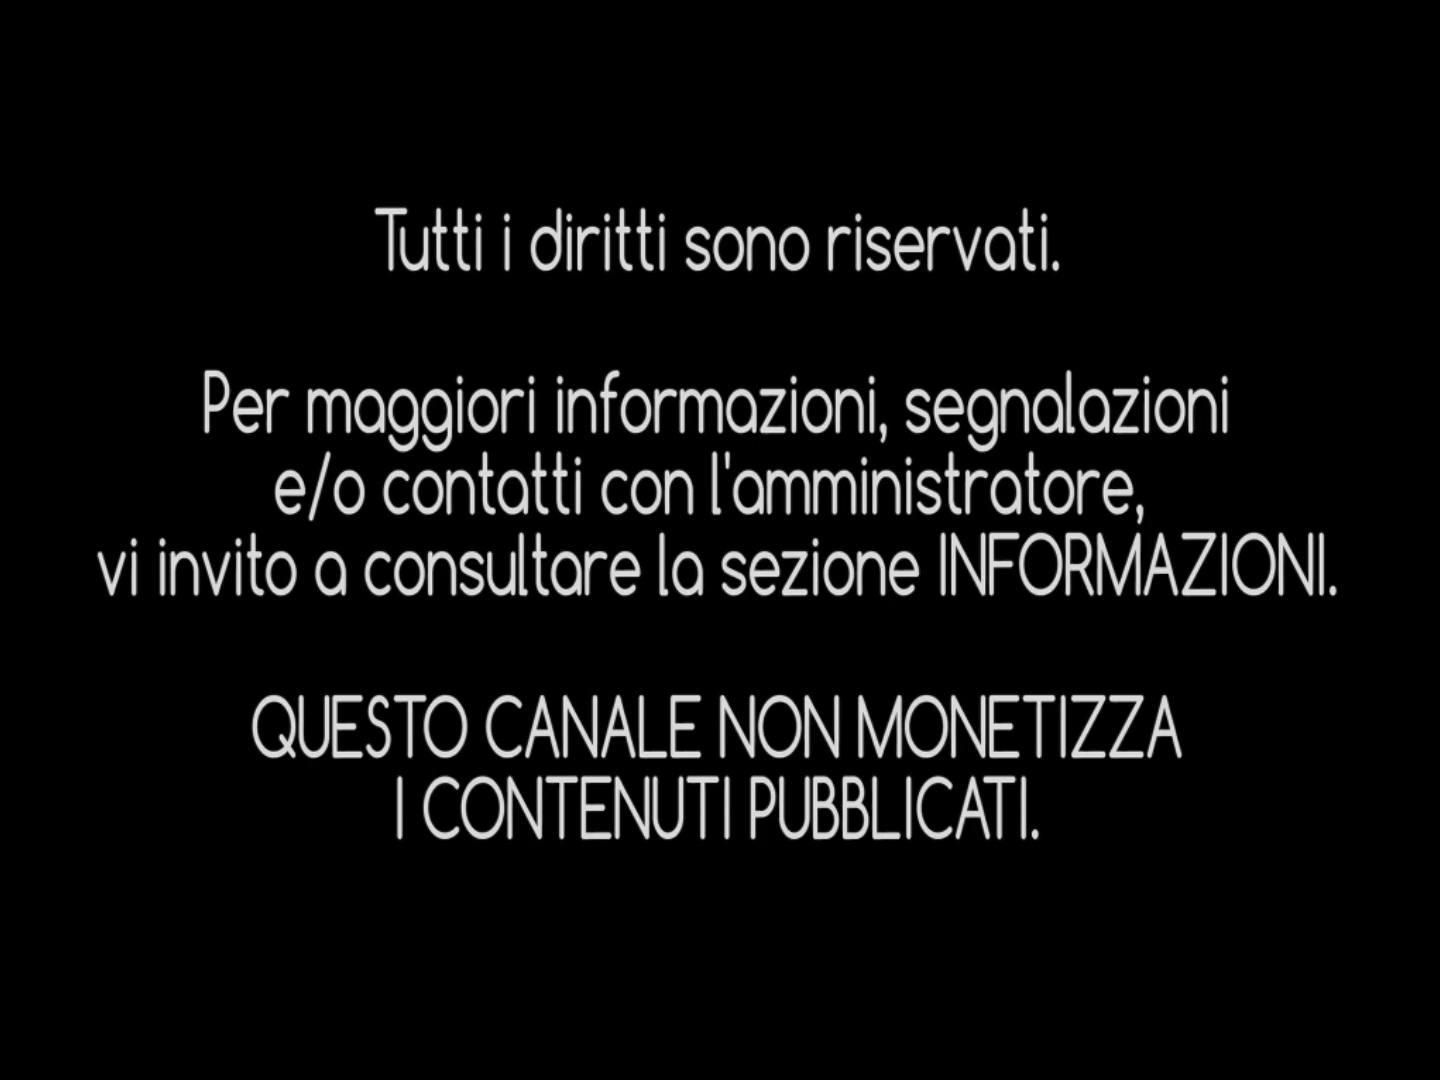 Tutti i diritti sono riservati.
Per maggiori informazioni, segnalazioni
e/o contatti con l'amministratore,
vi invito a consultare la sezione INFORMAZIONI.
QUESTO CANALE NON MONETIZZA
I CONTENUTI PUBBLICATI.